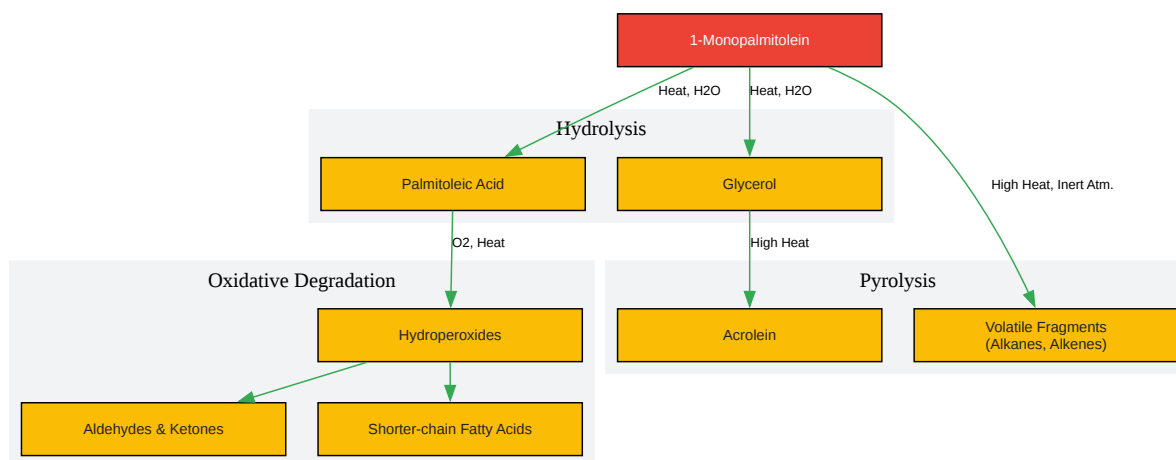 1-Monopalmitolein
Heat, H2O
Heat, H2O
Hydrolysis
Palmitoleic Acid
Glycerol
High Heat, Inert Atm.
O2, Heat
High Heat
Oxidative Degradation
Pyrolysis
Hydroperoxides
Acrolein
Volatile Fragments
(Alkanes, Alkenes)
Aldehydes & Ketones
Shorter-chain Fatty Acids